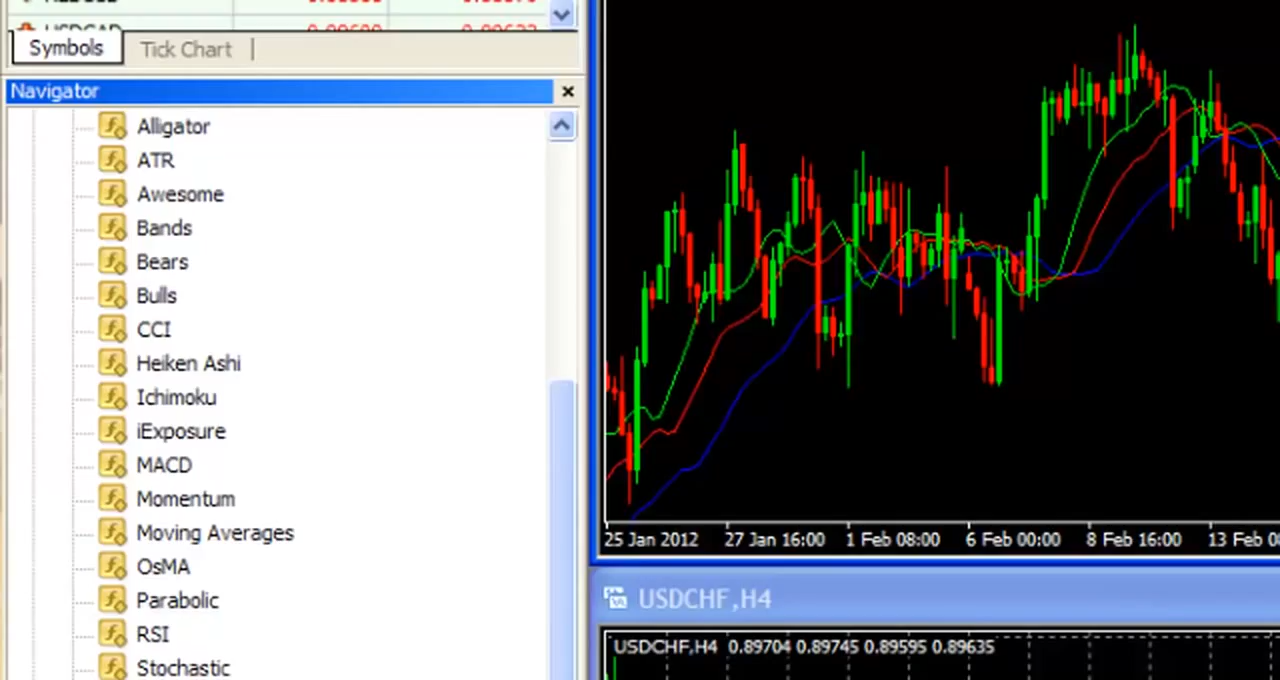 USDCAD
Symbols
Tick Chart
Navigator
Alligator
ATR
Awesome
Bands
Bears
Bulls
CCI
Heiken Ashi
Ichimoku
iExposure
MACD
Momentum
Moving Averages
OsMA
Parabolic
RSI
Stochastic
25 Jan 2012
27 Jan 16:00
1 Feb 08:00
6 Feb 00:00
8 Feb 16:00
13 Feb
USDCHF,H4
USDCHF,H4 0.89704 0.89745 0.89595 0.89635